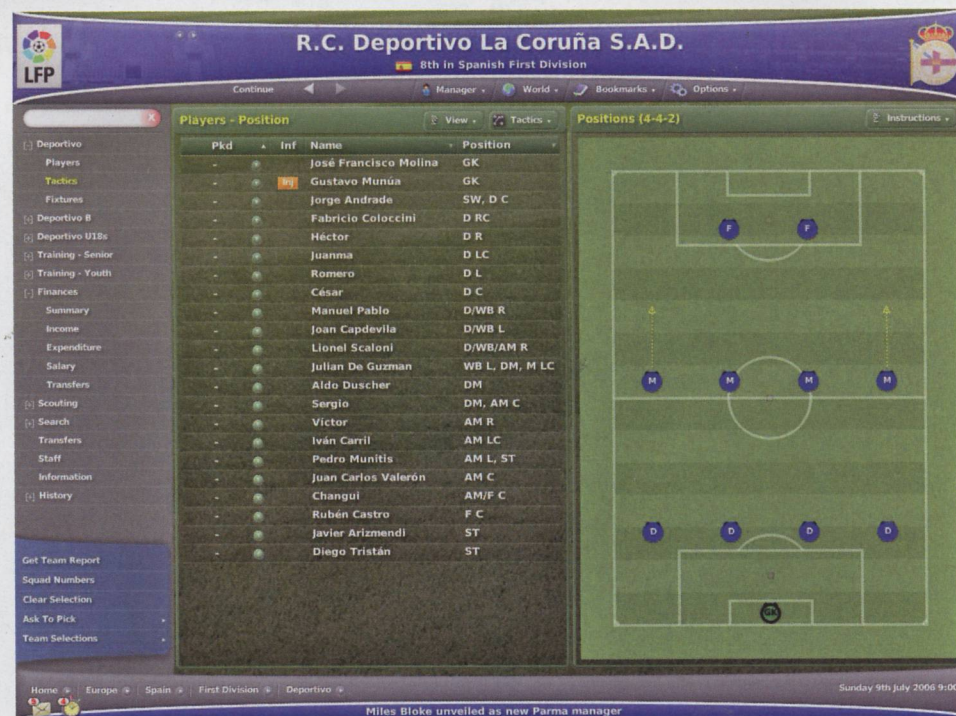 R.C. Deportivo La Coruña S.A.D.
8th in Spanish First Division
LFP
Continue
Manager
World
Bookmarks
Options
Players - Position
View
Tactics
Positions (4-4-2)
Instructions
Deportivo
Players
Tactics
Fixtures
Deportivo B
Deportivo U18s
Training - Senior
Training - Youth
Finances
Summary
Income
Expenditure
Salary
Transfers
Scouting
Search
Transfers
Staff
Information
History
Get Team Report
Squad Numbers
Clear Selection
Ask To Pick
Team Selections
Pkd Inf Name Position
- José Francisco Molina GK
- Inj Gustavo Munúa GK
- Jorge Andrade SW, D C
- Fabricio Coloccini D RC
- Héctor D R
- Juanma D LC
- Romero D L
- César D C
- Manuel Pablo D/WB R
- Joan Capdevila D/WB L
- Lionel Scaloni D/WB/AM R
- Julian De Guzman WB L, DM, M LC
- Aldo Duscher DM
- Sergio DM, AM C
- Víctor AM R
- Iván Carril AM LC
- Pedro Munitis AM L, ST
- Juan Carlos Valerón AM C
- Changui AM/F C
- Rubén Castro F C
- Javier Arizmendi ST
- Diego Tristán ST
F F
M M M M
D D D D
GK
Home Europe Spain First Division Deportivo
Sunday 9th July 2006 9:00
Miles Bloke unveiled as new Parma manager